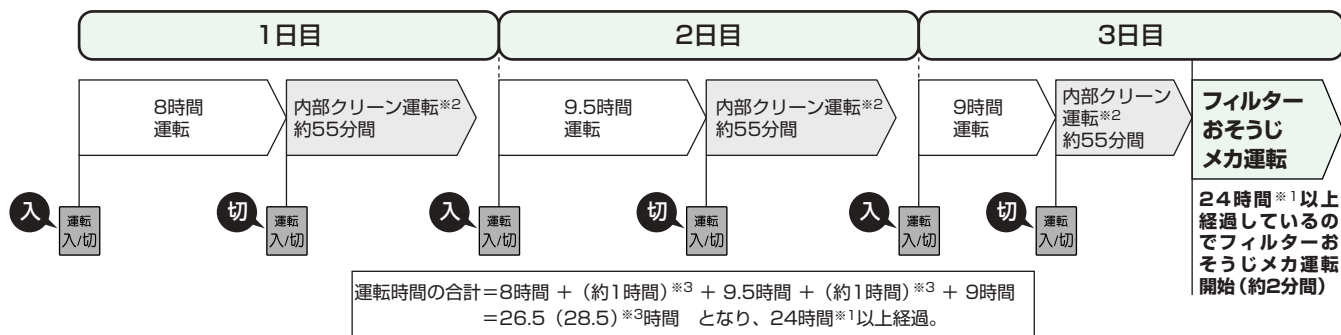 1日目
2日目
3日目
8時間
運転
内部クリーン運転※2
約55分間
9.5時間
運転
内部クリーン運転※2
約55分間
9時間
運転
内部クリーン
運転※2
約55分間
フィルター
おそうじ
メカ運転
入
運転
入/切
切
運転
入/切
入
運転
入/切
切
運転
入/切
入
運転
入/切
切
運転
入/切
24時間※1以上
経過しているの
でフィルターお
そうじメカ運転
開始(約2分間)
運転時間の合計=8時間 + (約1時間)※3 + 9.5時間 + (約1時間)※3 + 9時間
=26.5 (28.5)※3時間 となり、24時間※1以上経過。